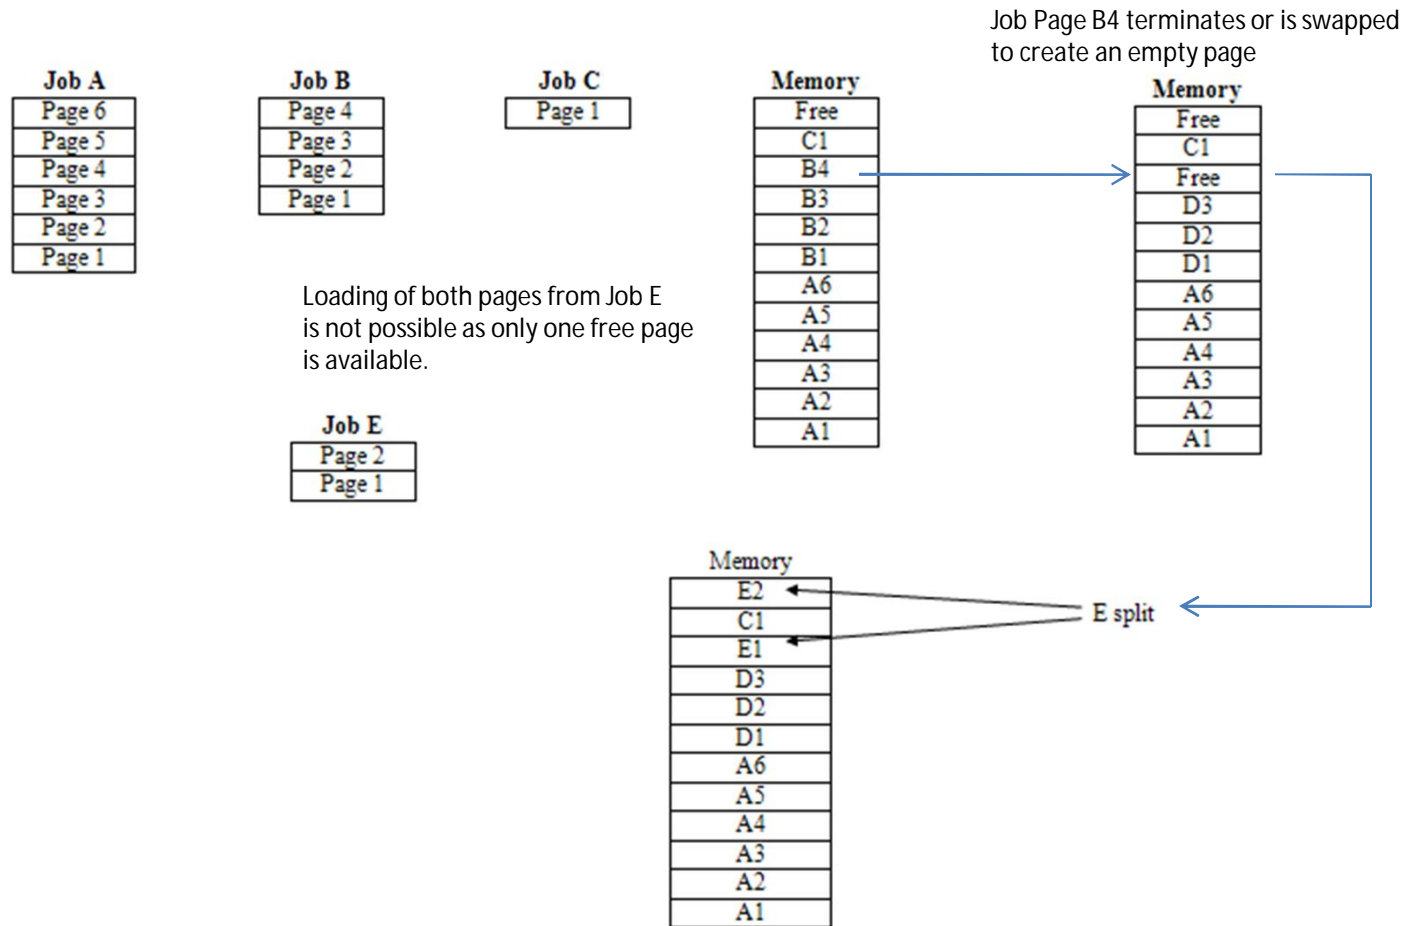 Job Page B4 terminates or is swapped
to create an empty page
Job A
Page 6
Page 5
Page 4
Page 3
Page 2
Page 1
Job B
Page 4
Page 3
Page 2
Page 1
Job C
Page 1
Memory
Free
C1
B4
B3
B2
B1
A6
A5
A4
A3
A2
A1
Memory
Free
C1
Free
D3
D2
D1
A6
A5
A4
A3
A2
A1
Loading of both pages from Job E
is not possible as only one free page
is available.
Job E
Page 2
Page 1
Memory
E2
C1
E1
D3
D2
D1
A6
A5
A4
A3
A2
A1
E split